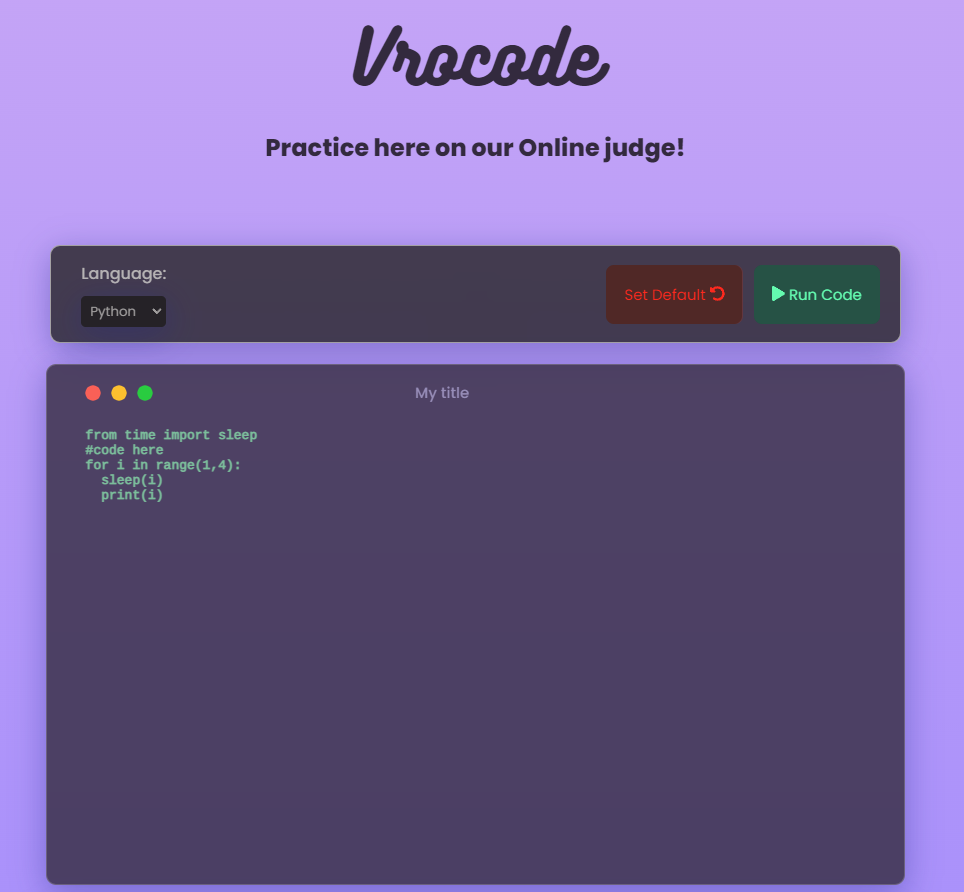 Vrocode
Practice here on our Online judge!
Language:
Python
Set Default
Run Code
My title
from time import sleep
#code here
for i in range(1,4):
  sleep(i)
  print(i)